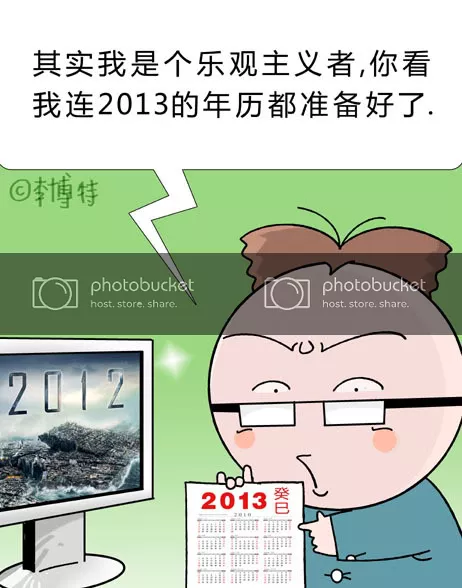 其实我是个乐观主义者,你看
我连2013的年历都准备好了.
©李博特
photobucket
host. store. share.
photobucket
host. store. share.
2012
2013 癸巳
2010